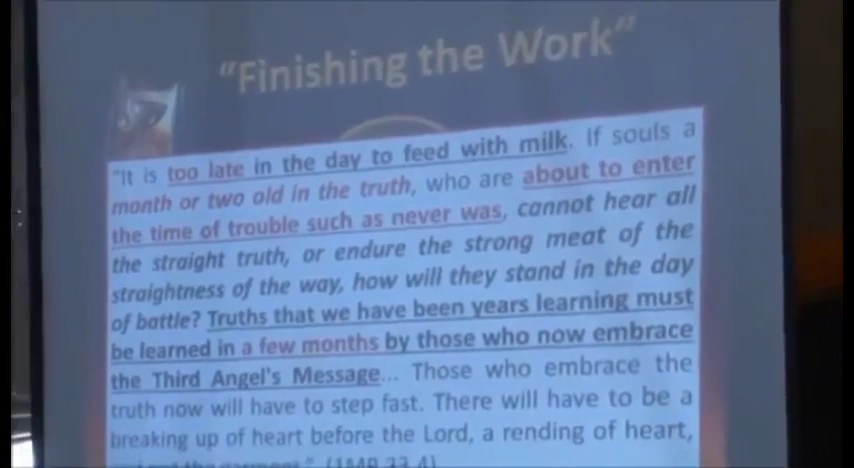 "Finishing the Work"
"It is too late in the day to feed with milk. If souls a
month or two old in the truth, who are about to enter
the time of trouble such as never was, cannot hear all
the straight truth, or endure the strong meat of the
straightness of the way, how will they stand in the day
of battle? Truths that we have been years learning must
be learned in a few months by those who now embrace
the Third Angel's Message... Those who embrace the
truth now will have to step fast. There will have to be a
breaking up of heart before the Lord, a rending of heart,